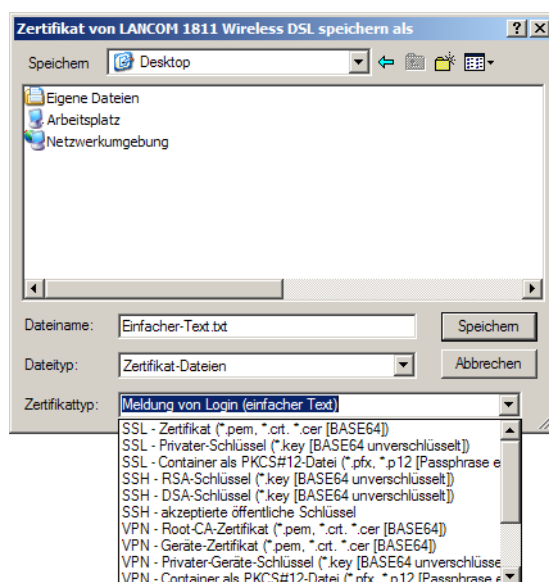 Zertifikat von LANCOM 1811 Wireless DSL speichern als
Speichern
Desktop
Eigene Dateien
Arbeitsplatz
Netzwerkumgebung
Dateiname:
Einfacher-Text.txt
Speichern
Dateityp:
Zertifikat-Dateien
Abbrechen
Zertifikattyp:
Meldung von Login (einfacher Text)
SSL - Zertifikat (*.pem, *.crt. *.cer [BASE64])
SSL - Privater-Schlüssel (*.key [BASE64 unverschlüsselt])
SSL - Container als PKCS#12-Datei (*.pfx, *.p12 [Passphrase e
SSH - RSA-Schlüssel (*.key [BASE64 unverschlüsselt])
SSH - DSA-Schlüssel (*.key [BASE64 unverschlüsselt])
SSH - akzeptierte öffentliche Schlüssel
VPN - Root-CA-Zertifikat (*.pem, *.crt. *.cer [BASE64])
VPN - Geräte-Zertifikat (*.pem, *.crt. *.cer [BASE64])
VPN - Privater-Geräte-Schlüssel (*.key [BASE64 unverschlüsse
VPN - Container als PKCS#12-Datei (*.pfx, *.p12 [Passphrase e